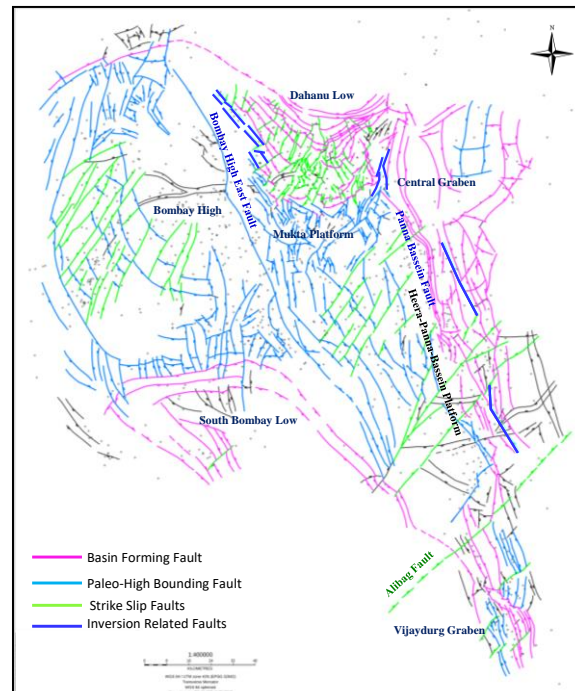 N
Dahanu Low
Bombay High East Fault
Central Graben
Bombay High
Mukta Platform
Panna Bassein Fault
Heera-Panna-Bassein Platform
South Bombay Low
Basin Forming Fault
Paleo-High Bounding Fault
Strike Slip Faults
Inversion Related Faults
Alibag Fault
Vijaydurg Graben
1:400000
KILOMETRES